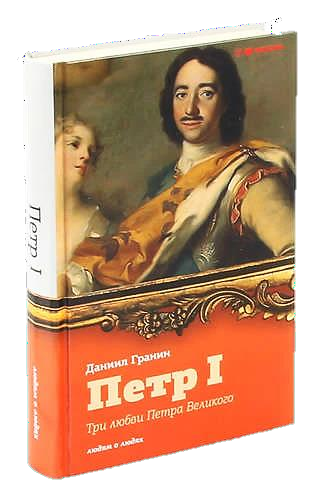 Даниил Гранин
Петр I
Три любви Петра Великого
людям о людях
Петр I